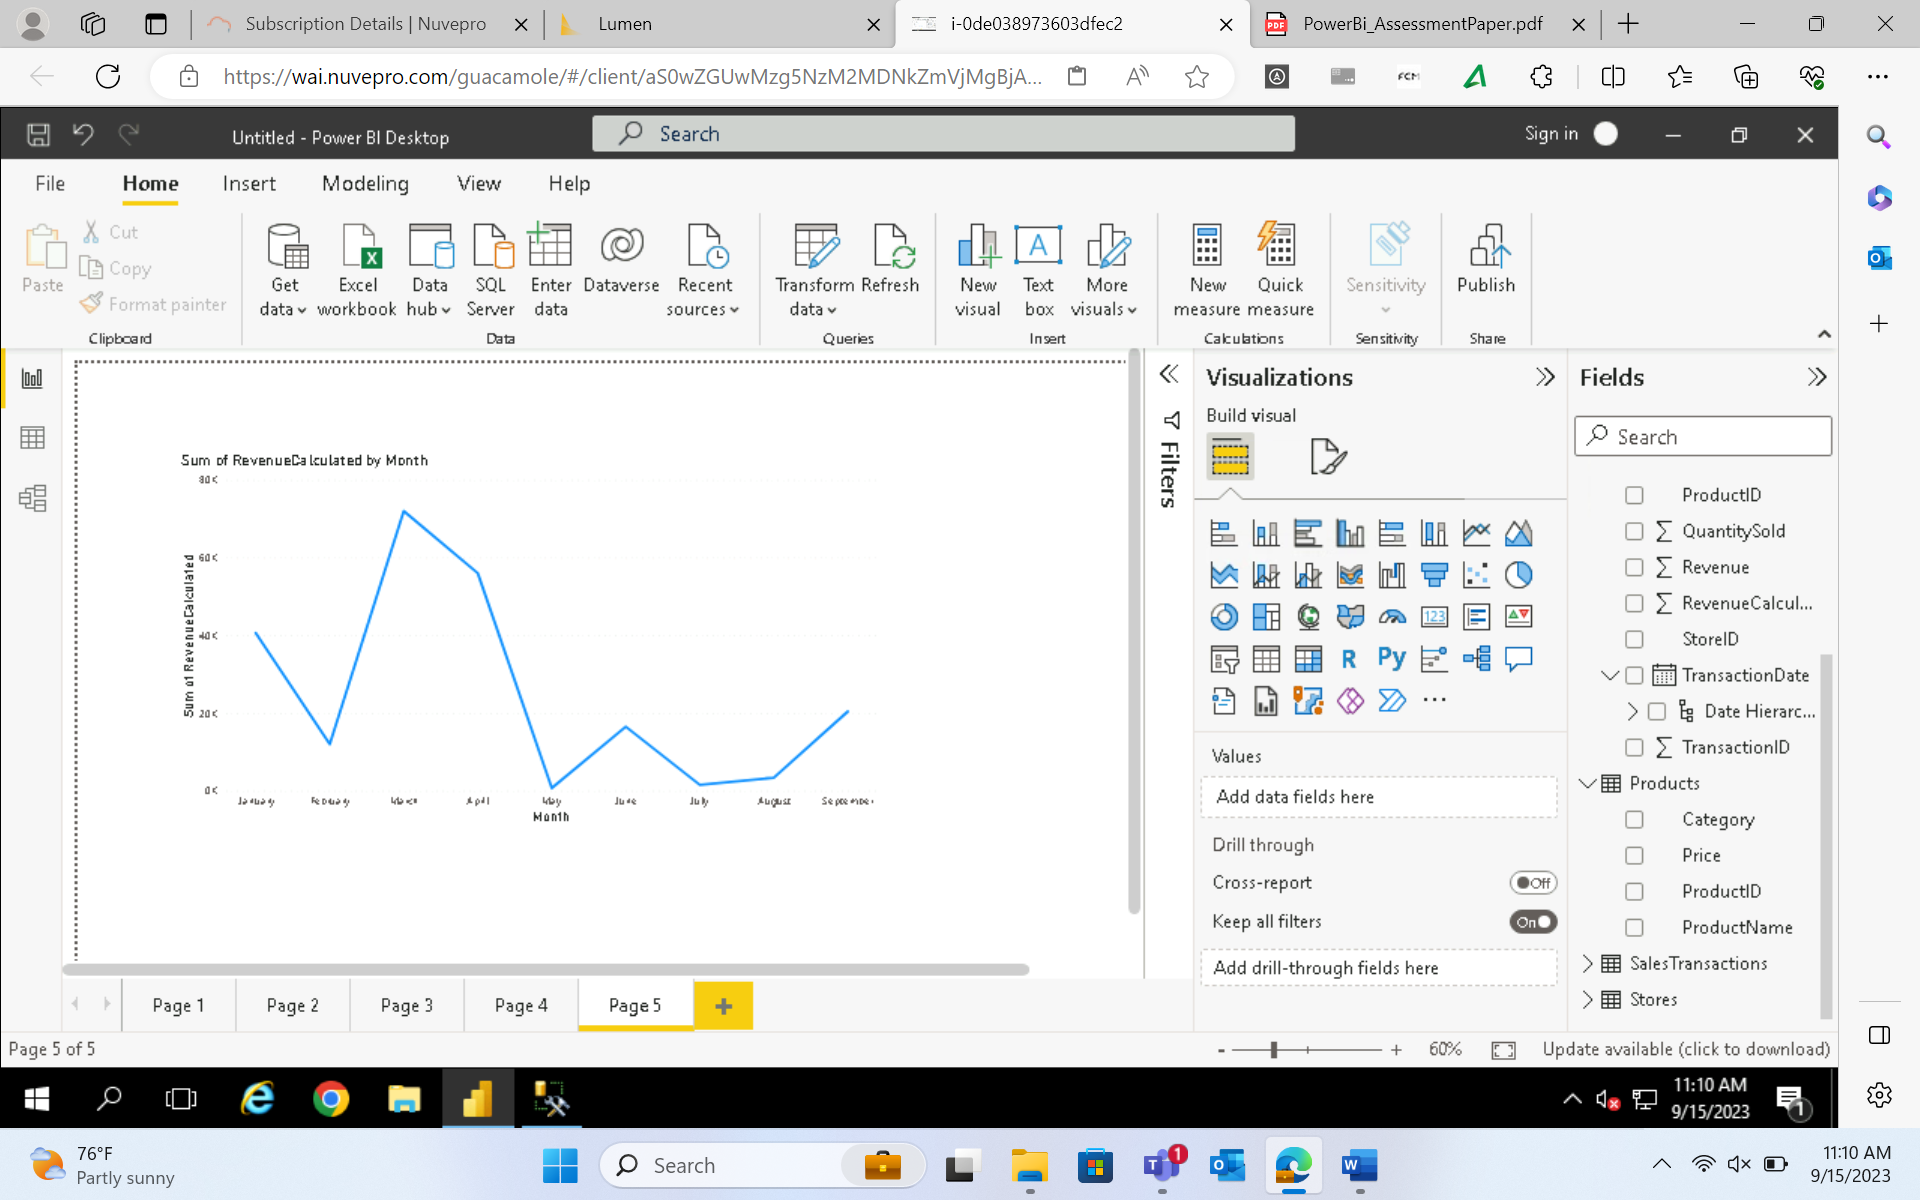 Subscription Details | Nuvepro
Lumen
i-0de038973603dfec2
PowerBi_AssessmentPaper.pdf
https://wai.nuvepro.com/guacamole/#/client/aS0wZGUwMzg5NzM2MDNkZmVjMgBjA...
Untitled - Power BI Desktop
Search
Sign in
File
Home
Insert
Modeling
View
Help
Paste
Cut
Copy
Format painter
Clipboard
Get data
Excel workbook
Data hub
SQL Server
Enter data
Dataverse
Recent sources
Data
Transform data
Refresh
Queries
New visual
Text box
More visuals
Insert
New measure
Quick measure
Calculations
Sensitivity
Sensitivity
Publish
Share
Sum of RevenueCalculated by Month
80K
60K
40K
20K
0K
Sum of RevenueCalculated
January
February
March
April
May
June
July
August
September
Month
Filters
Visualizations
Build visual
Values
Add data fields here
Drill through
Cross-report
Off
Keep all filters
On
Add drill-through fields here
Fields
Search
ProductID
QuantitySold
Revenue
RevenueCalcul...
StoreID
TransactionDate
Date Hierarc...
TransactionID
Products
Category
Price
ProductID
ProductName
SalesTransactions
Stores
Page 1
Page 2
Page 3
Page 4
Page 5
Page 5 of 5
60%
Update available (click to download)
11:10 AM
9/15/2023
1
76°F
Partly sunny
Search
1
11:10 AM
9/15/2023